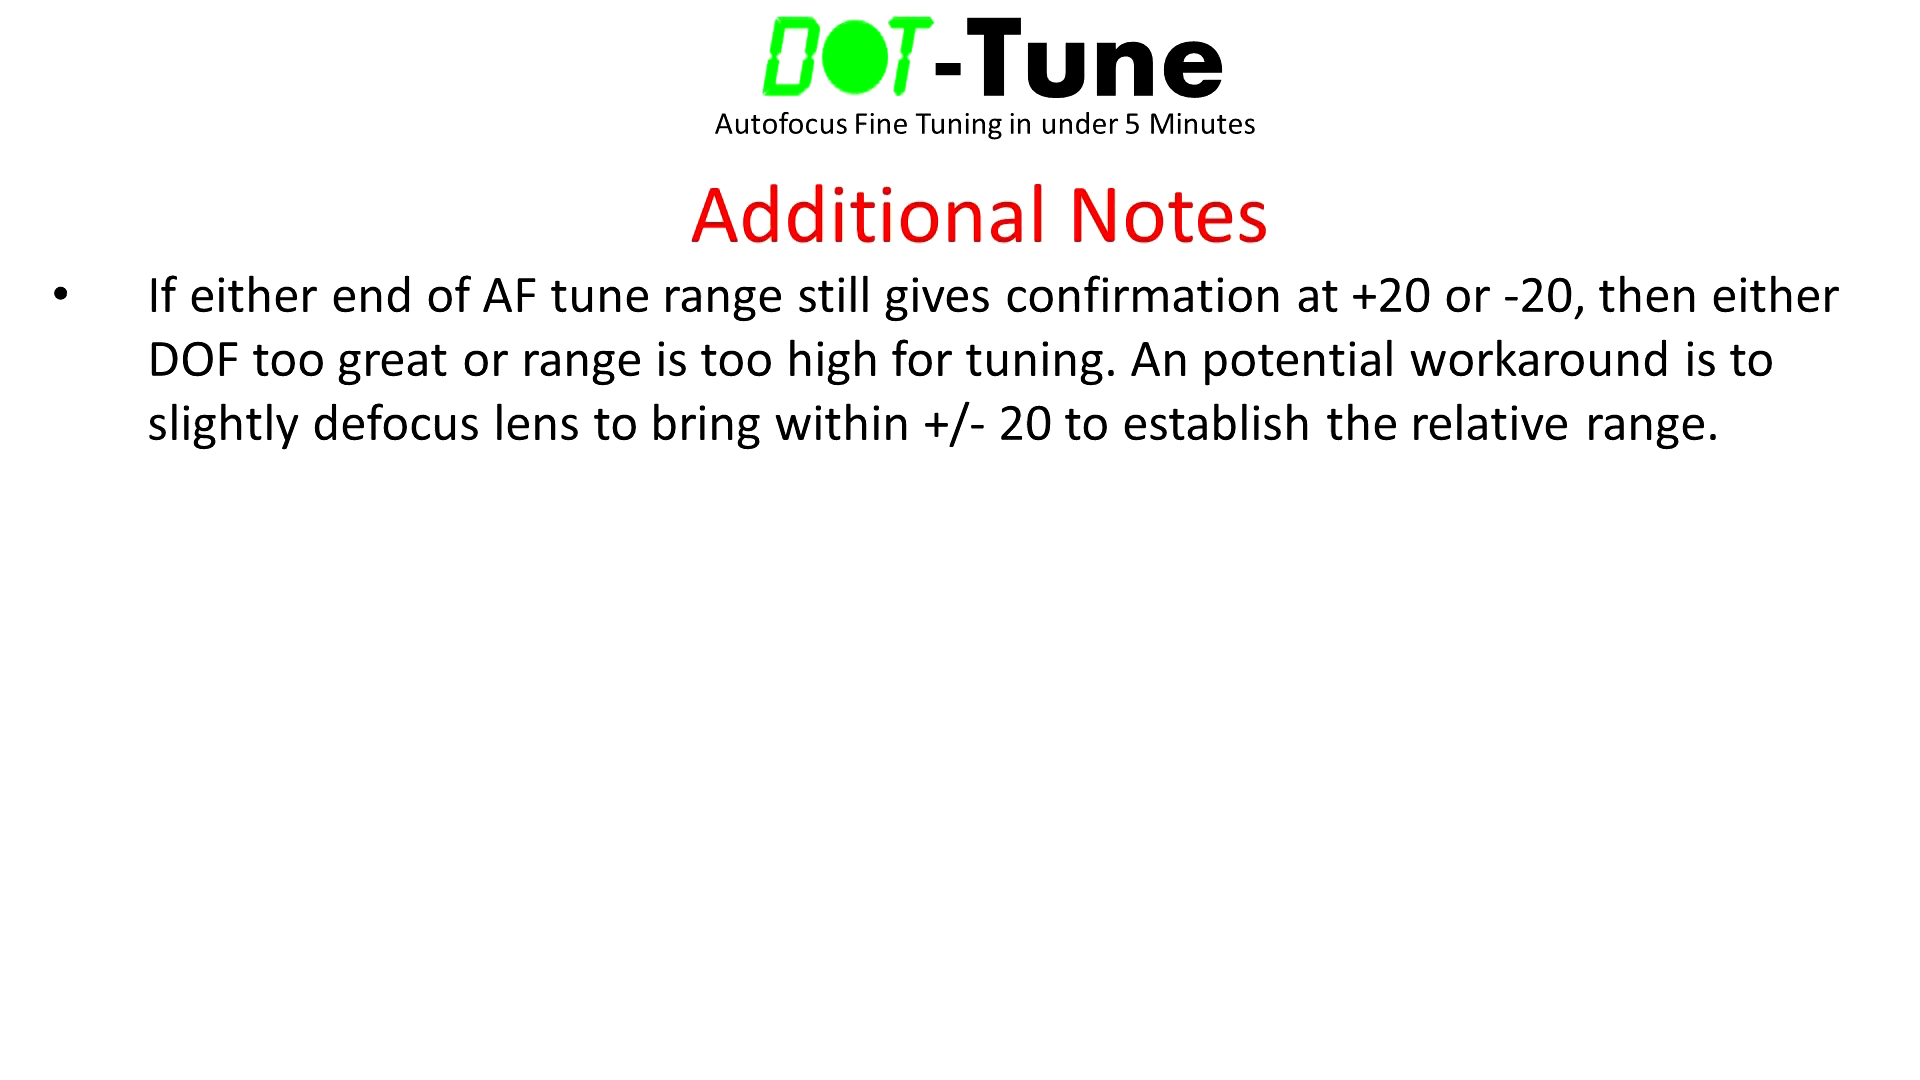 DOT-Tune
Autofocus Fine Tuning in under 5 Minutes
Additional Notes
• If either end of AF tune range still gives confirmation at +20 or -20, then either
DOF too great or range is too high for tuning. An potential workaround is to
slightly defocus lens to bring within +/- 20 to establish the relative range.